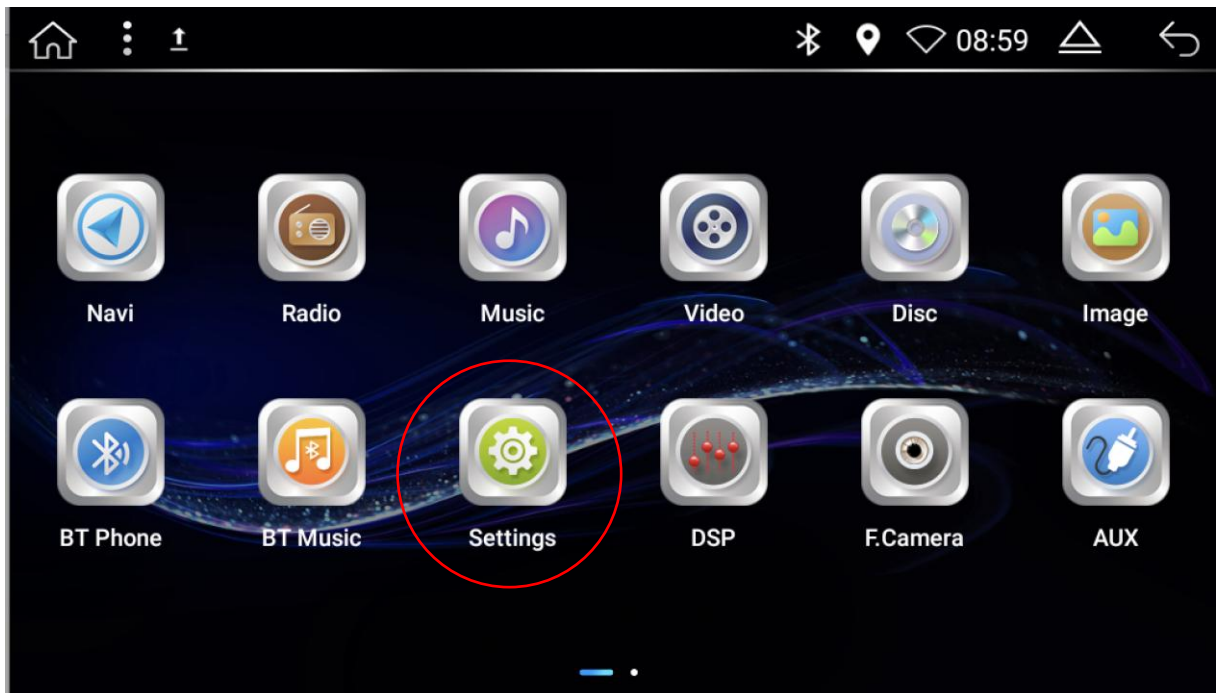 08:59
Navi Radio Music Video Disc Image
BT Phone BT Music Settings DSP F.Camera AUX